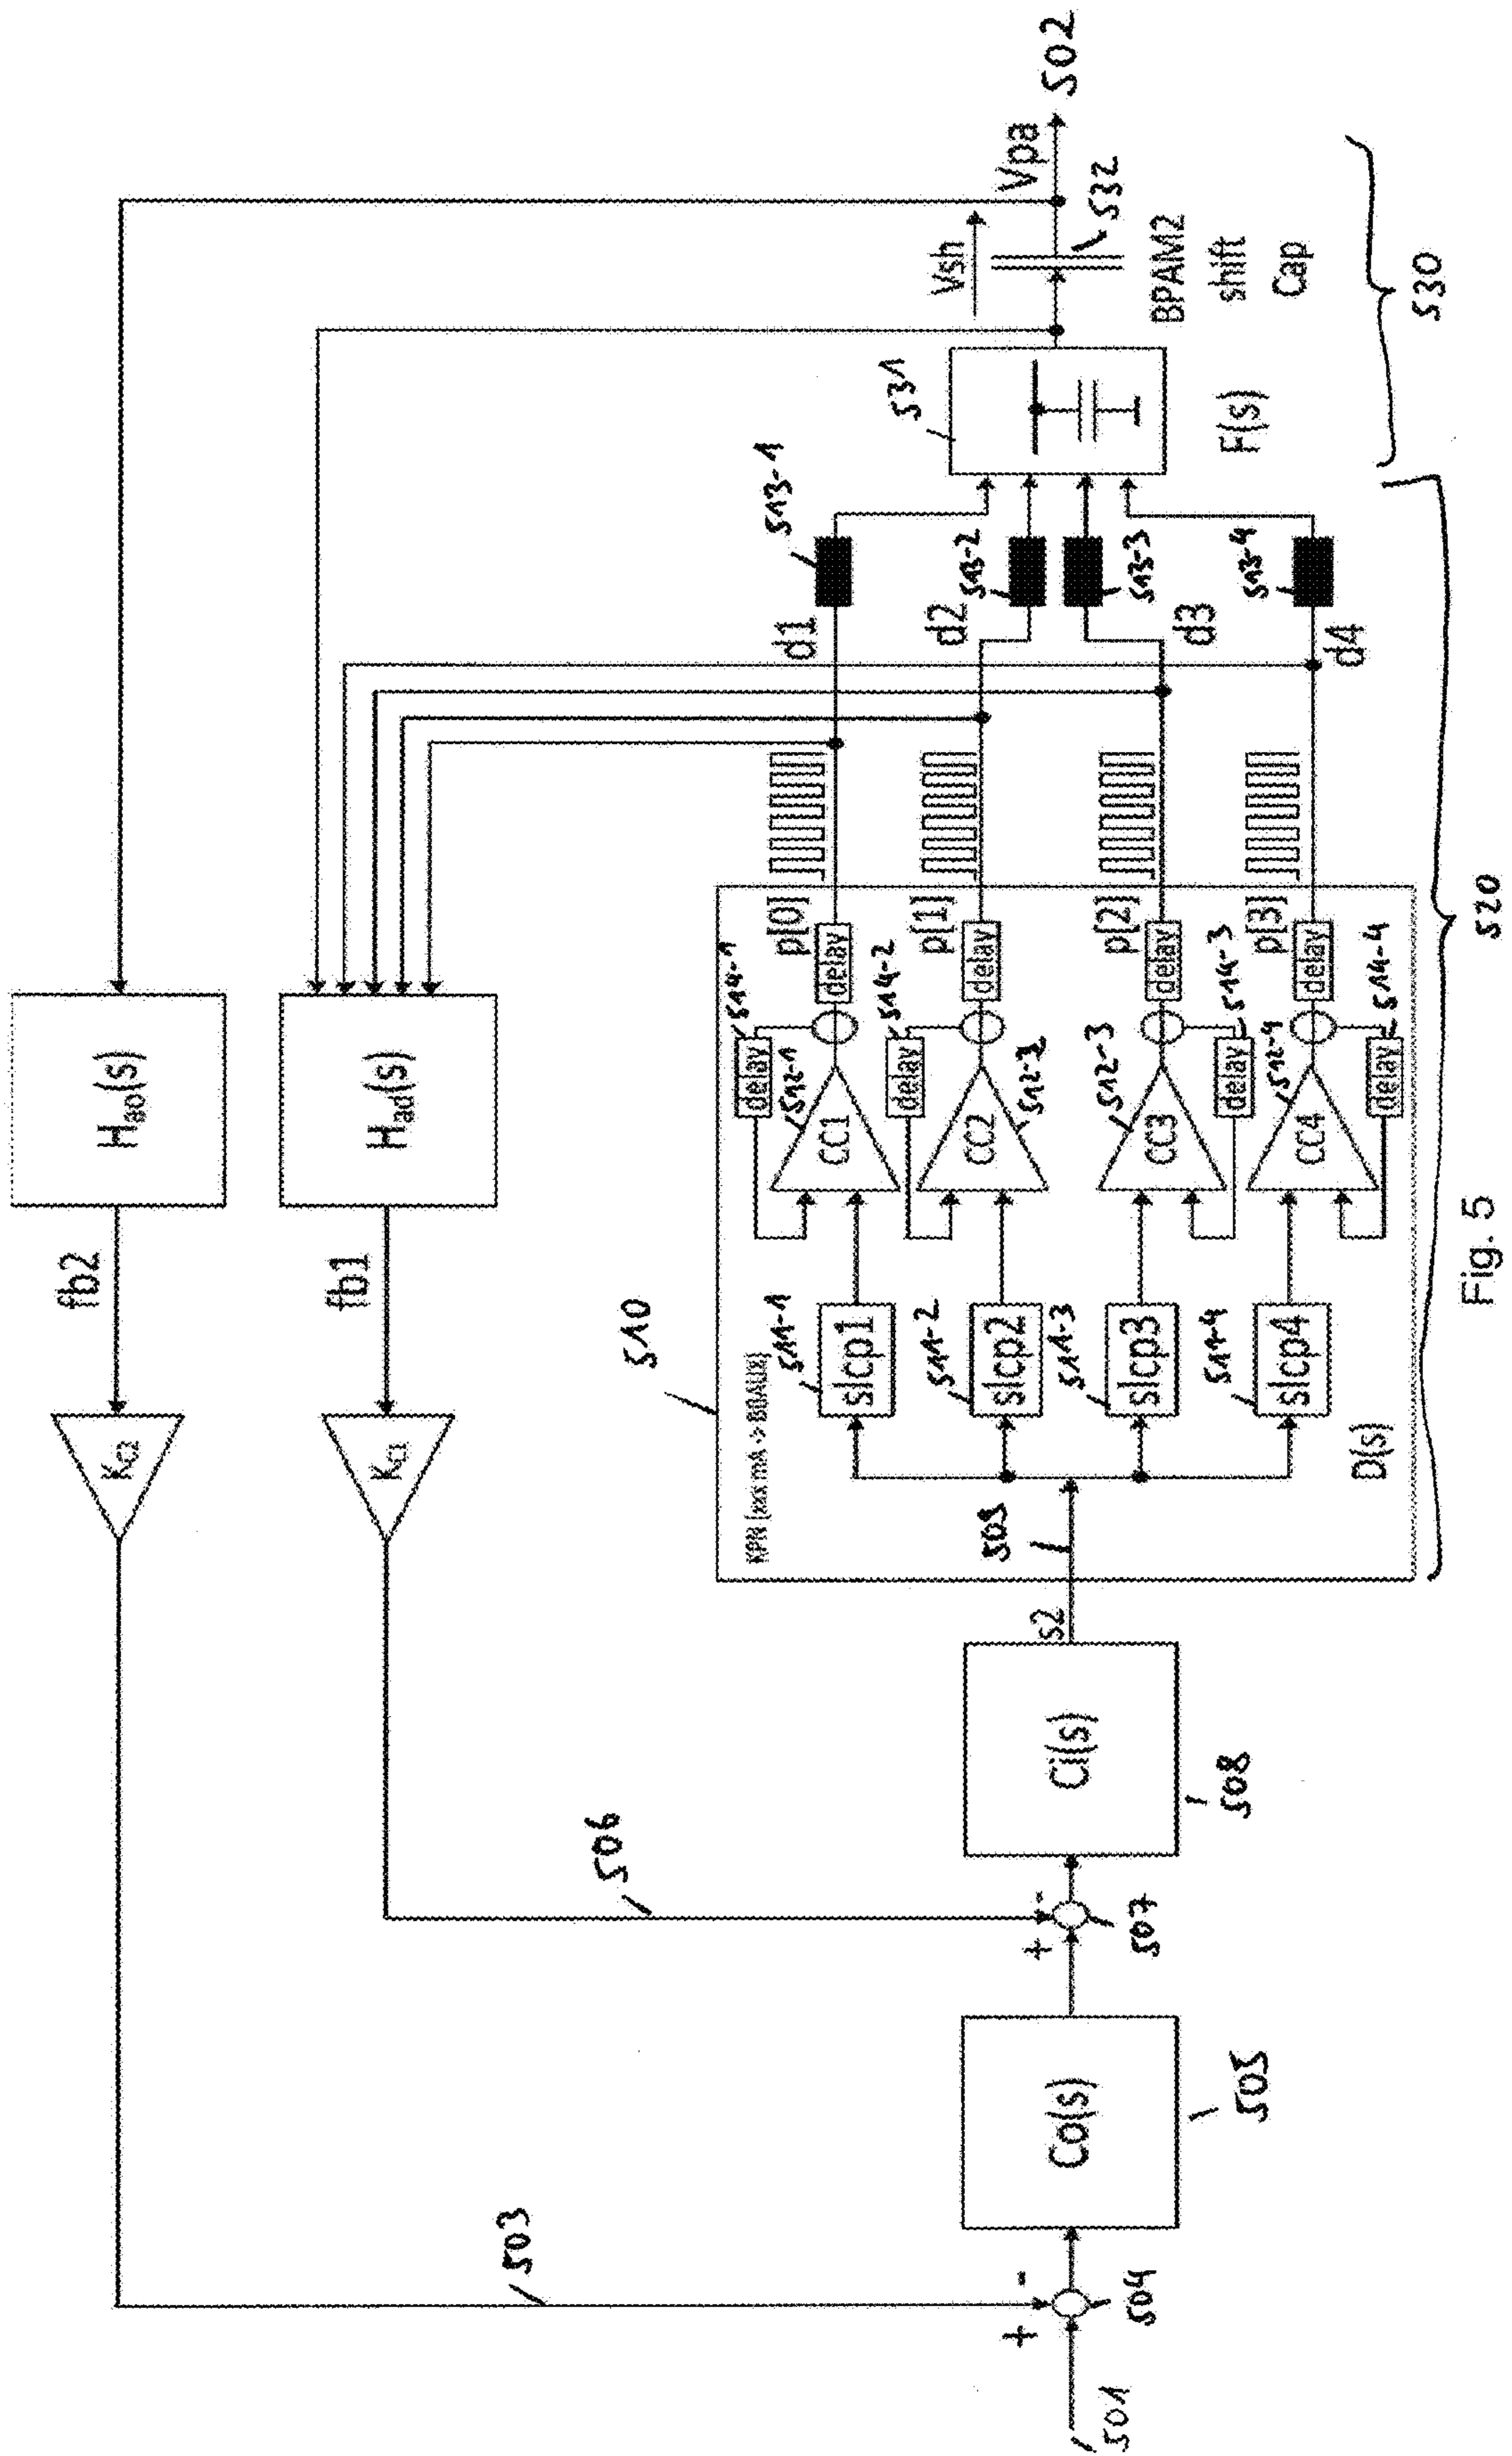 H_ao(s)
fb2
K_C2
503
H_ad(s)
fb1
K_C1
506
501
+
-
504
Co(s)
505
+
-
507
Ci(s)
508
s2
509
510
D(s)
511-1
slcp1
511-2
slcp2
511-3
slcp3
511-4
slcp4
CC1
512-1
delay
514-1
delay
p[0]
CC2
512-2
delay
514-2
delay
p[1]
CC3
512-3
delay
514-3
delay
p[2]
CC4
512-4
delay
514-4
delay
p[3]
d1
513-1
d2
513-2
d3
513-3
d4
513-4
520
531
F(s)
Vsh
532
BPAM2
shift
Cap
Vpa
502
530
Fig. 5